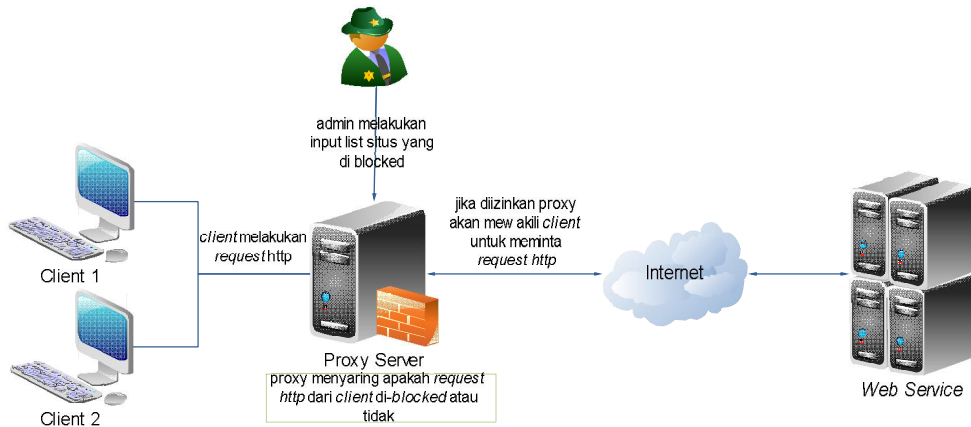 admin melakukan
input list situs yang
di blocked
client melakukan
request http
jika diizinkan proxy
akan mew akili client
untuk meminta
request http
Internet
Client 1
Proxy Server
proxy menyaring apakah request
http dari client di-blocked atau
tidak
Web Service
Client 2